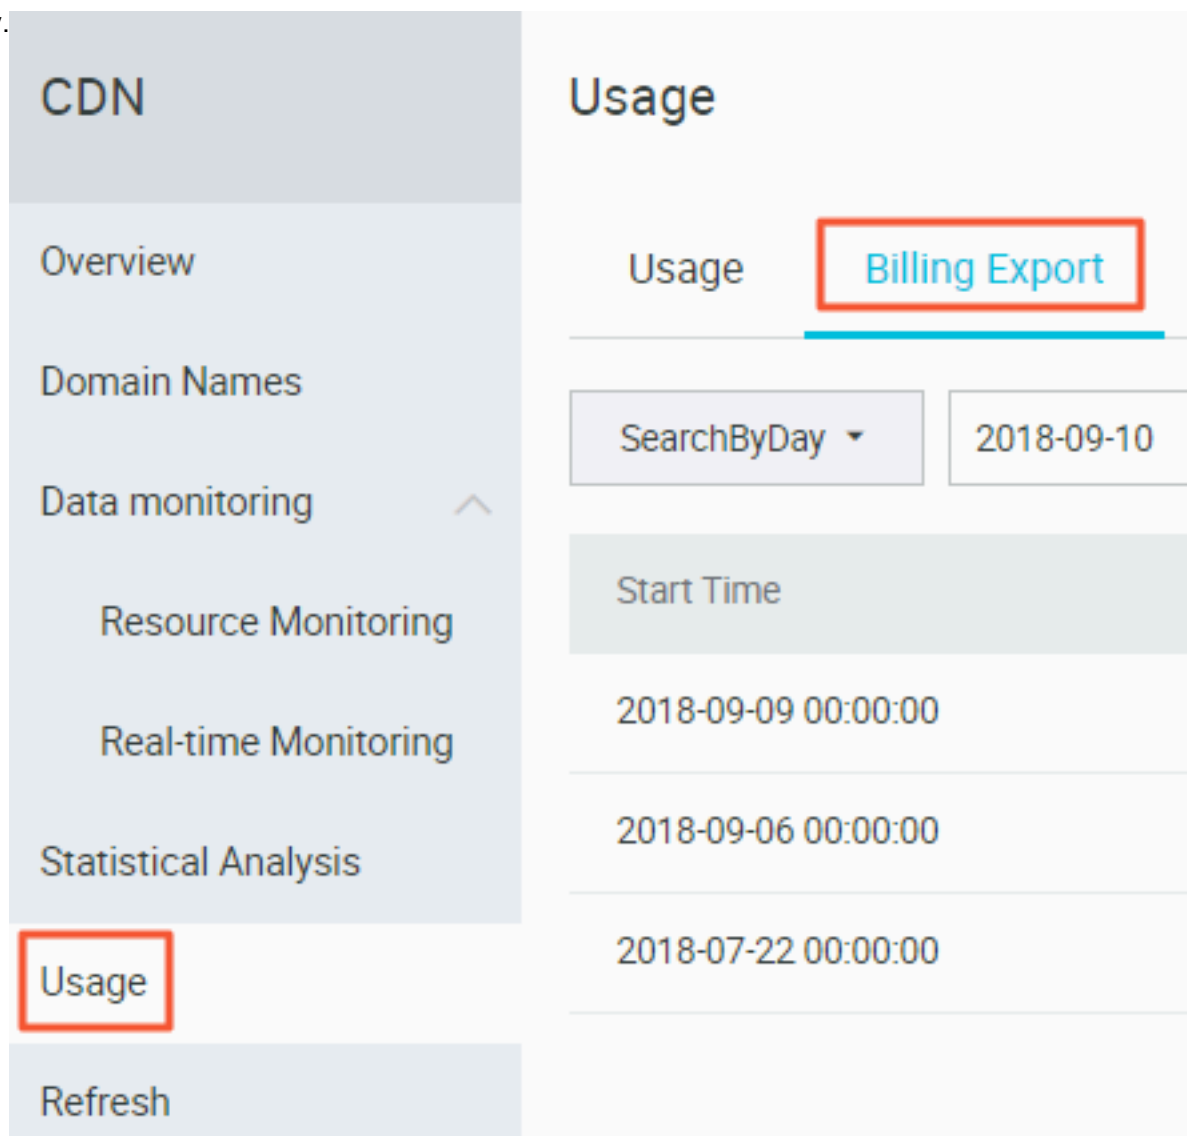 CDN
Overview
Domain Names
Data monitoring
Resource Monitoring
Real-time Monitoring
Statistical Analysis
Usage
Refresh
Usage
Usage Billing Export
SearchByDay 2018-09-10
Start Time
2018-09-09 00:00:00
2018-09-06 00:00:00
2018-07-22 00:00:00